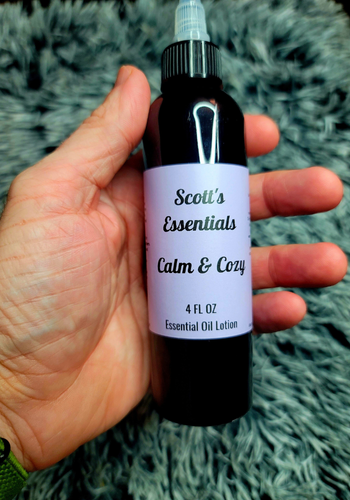 Scott's
Essentials
Calm & Cozy
4 FL OZ
Essential Oil Lotion